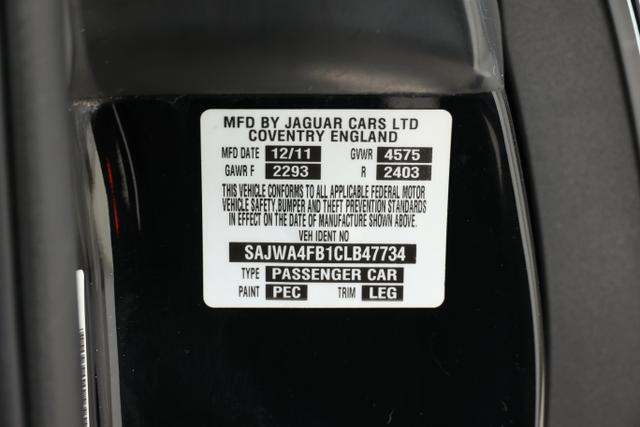 MFD BY JAGUAR CARS LTD
COVENTRY ENGLAND
MFD DATE 12/11 GVWR 4575
GAWR F 2293 R 2403
THIS VEHICLE CONFORMS TO ALL APPLICABLE FEDERAL MOTOR
VEHICLE SAFETY,BUMPER AND THEFT PREVENTION STANDARDS
IN EFFECT ON THE DATE OF MANUFACTURE SHOWN ABOVE.
VEH IDENT NO
SAJWA4FB1CLB47734
TYPE PASSENGER CAR
PAINT PEC TRIM LEG